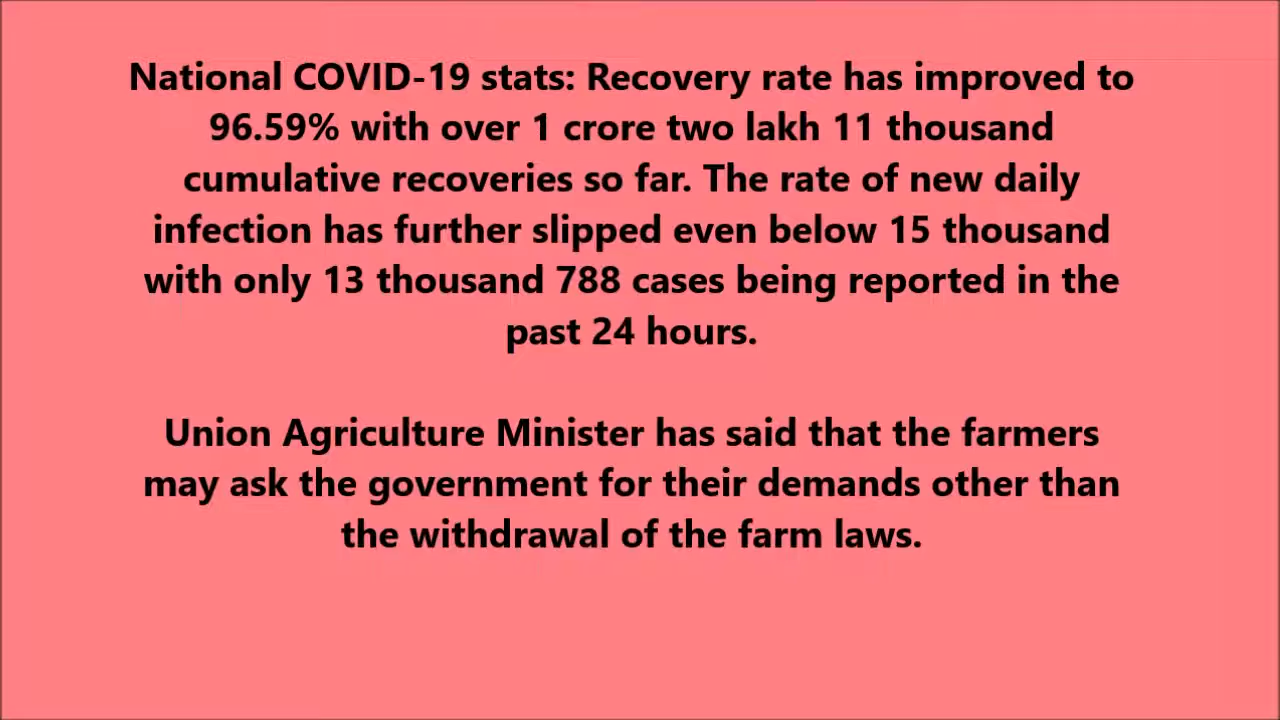 National COVID-19 stats: Recovery rate has improved to
96.59% with over 1 crore two lakh 11 thousand
cumulative recoveries so far. The rate of new daily
infection has further slipped even below 15 thousand
with only 13 thousand 788 cases being reported in the
past 24 hours.
Union Agriculture Minister has said that the farmers
may ask the government for their demands other than
the withdrawal of the farm laws.